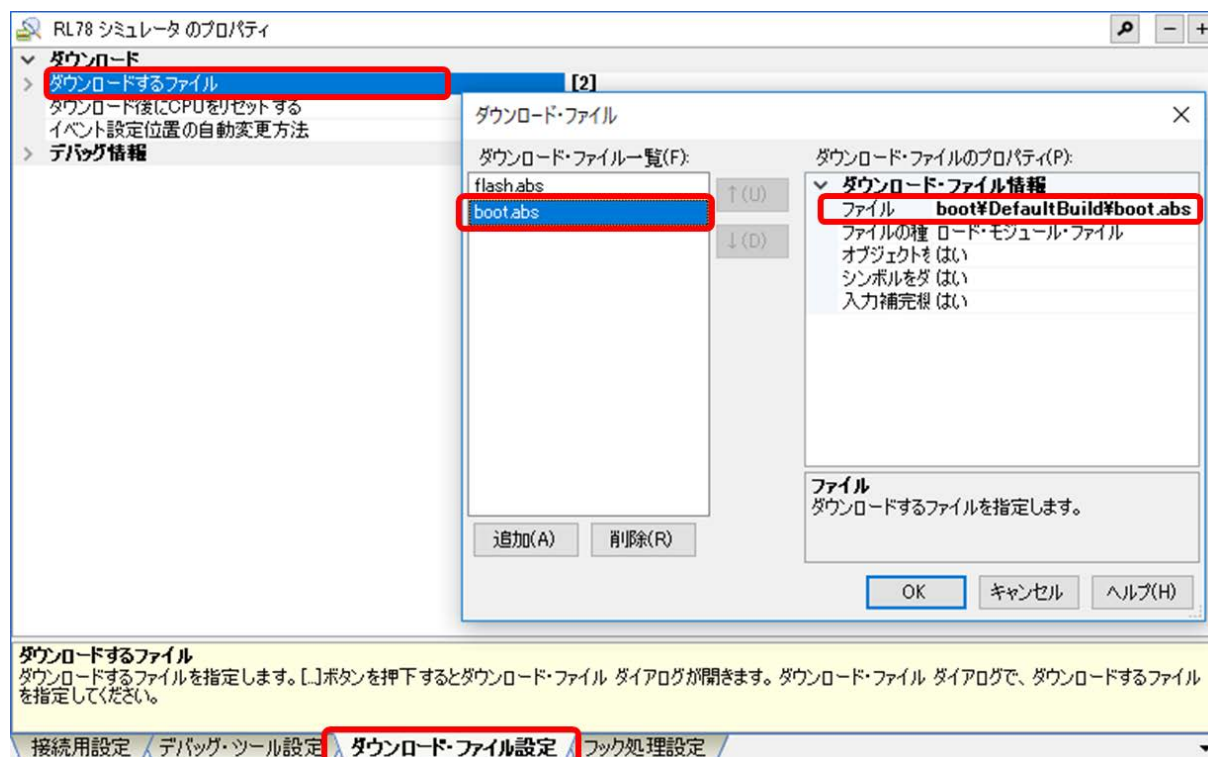 RL78 シミュレータ のプロパティ
ダウンロード
ダウンロードするファイル [2]
ダウンロード後にCPUをリセットする
イベント設定位置の自動変更方法
デバッグ情報
ダウンロード・ファイル
ダウンロード・ファイル一覧(F):
flash.abs
boot.abs
↑(U)
↓(D)
追加(A) 削除(R)
ダウンロード・ファイルのプロパティ(P):
ダウンロード・ファイル情報
ファイル boot¥DefaultBuild¥boot.abs
ファイルの種 ロード・モジュール・ファイル
オブジェクトを はい
シンボルをダ はい
入力補完機 はい
ファイル
ダウンロードするファイルを指定します。
OK キャンセル ヘルプ(H)
ダウンロードするファイル
ダウンロードするファイルを指定します。[...]ボタンを押下するとダウンロード・ファイル ダイアログが開きます。ダウンロード・ファイル ダイアログで、ダウンロードするファイル
を指定してください。
接続用設定 デバッグ・ツール設定 ダウンロード・ファイル設定 フック処理設定